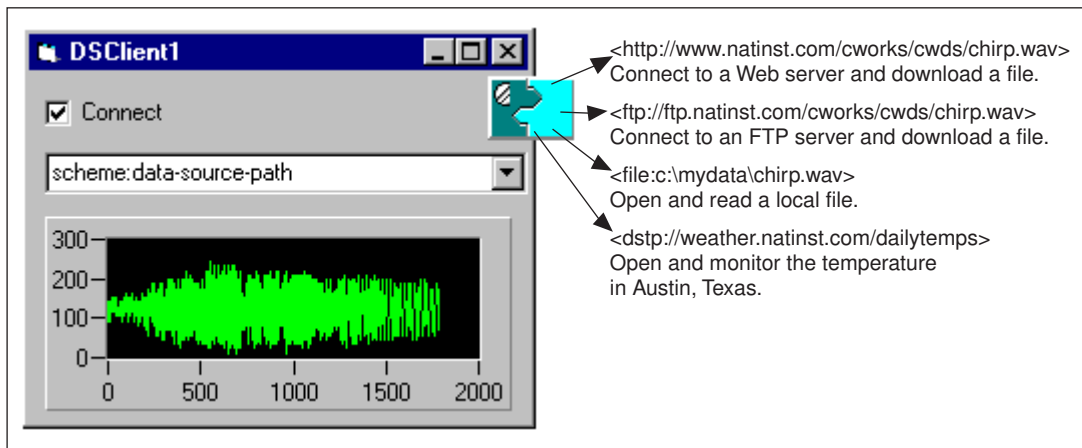 DSClient1
Connect
scheme:data-source-path
300
200
100
0
0 500 1000 1500 2000
<http://www.natinst.com/cworks/cwds/chirp.wav>
Connect to a Web server and download a file.
<ftp://ftp.natinst.com/cworks/cwds/chirp.wav>
Connect to an FTP server and download a file.
<file:c:\mydata\chirp.wav>
Open and read a local file.
<dstp://weather.natinst.com/dailytemps>
Open and monitor the temperature
in Austin, Texas.